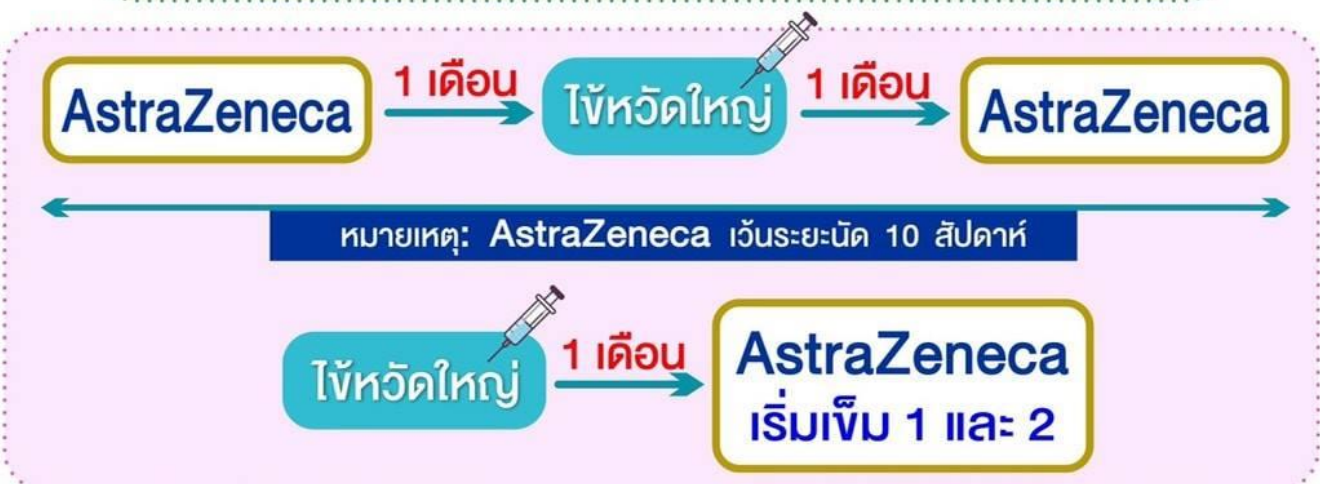 AstraZeneca 1 เดือน ไข้หวัดใหญ่ 1 เดือน AstraZeneca
หมายเหตุ: AstraZeneca เว้นระยะนัด 10 สัปดาห์
ไข้หวัดใหญ่ 1 เดือน AstraZeneca
เริ่มเข็ม 1 และ 2